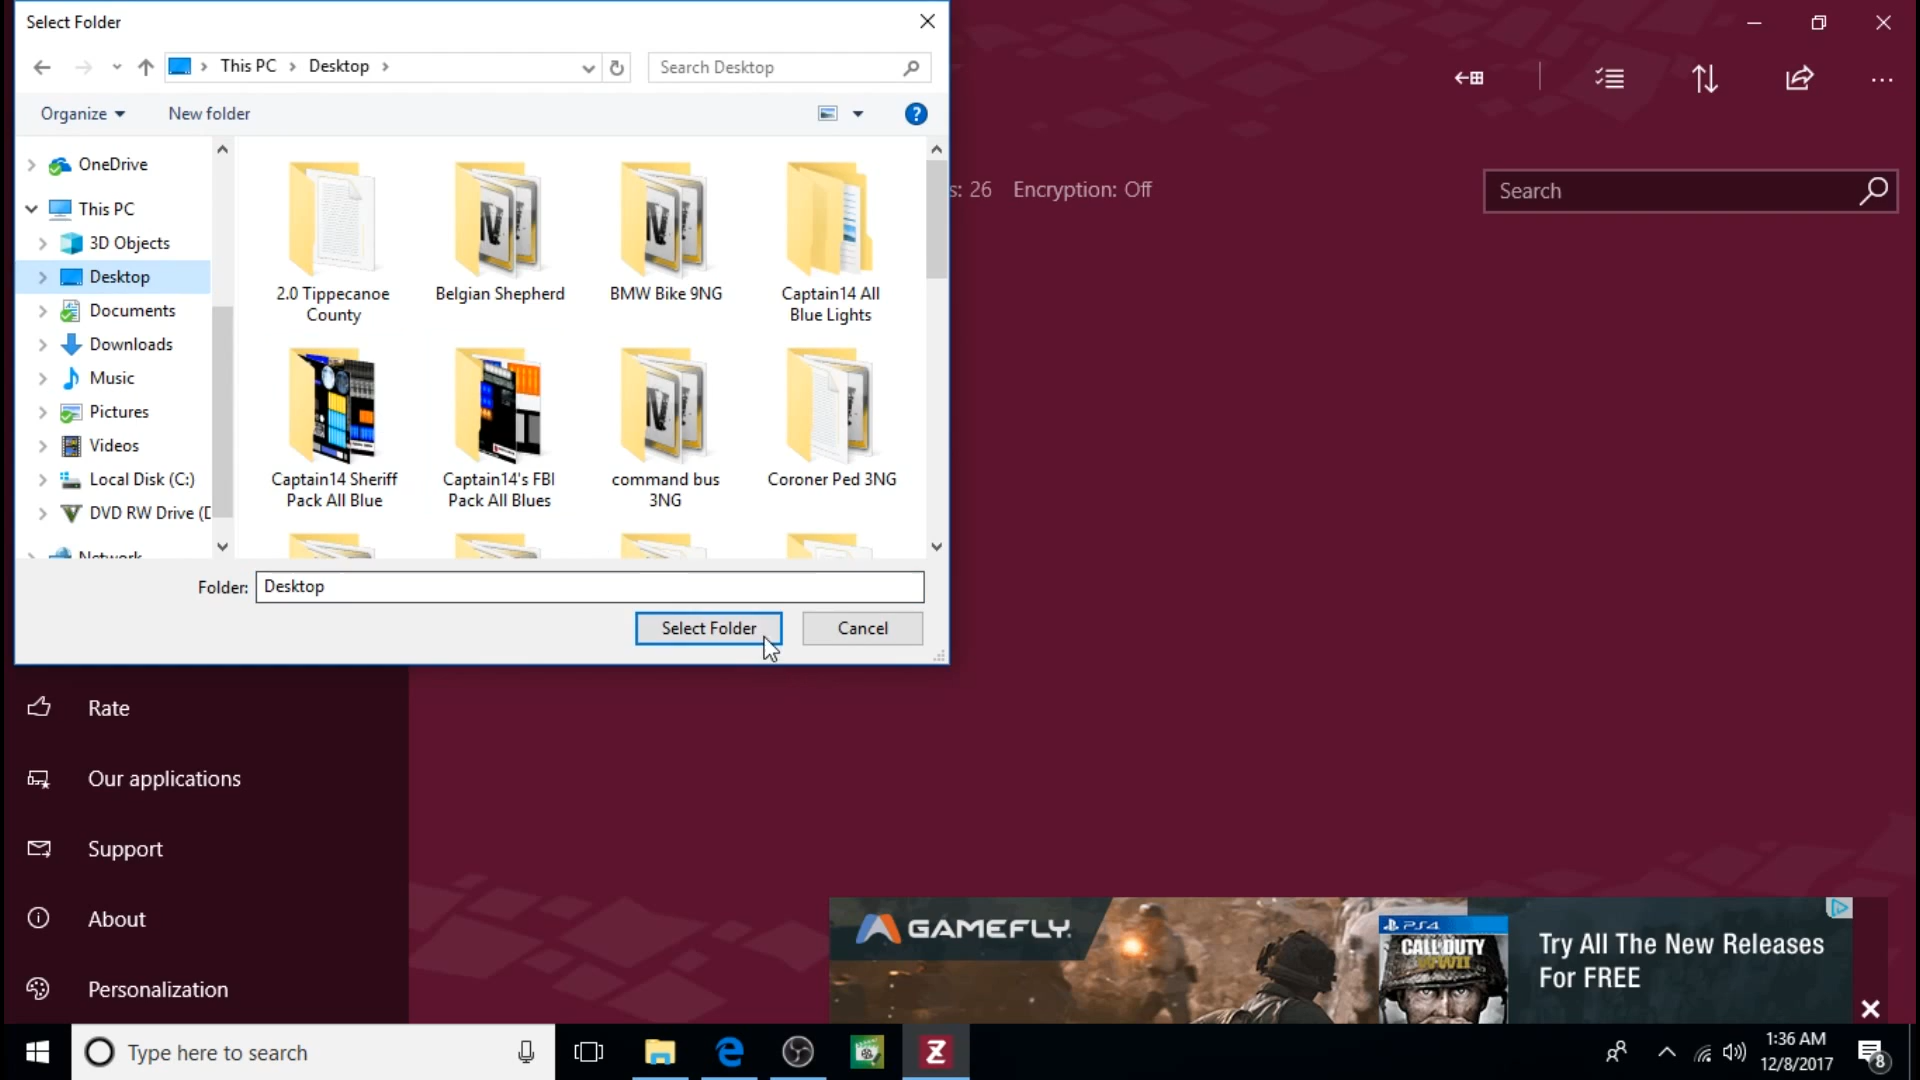 Select Folder
This PC
Desktop
Search Desktop
Organize
New folder
OneDrive
This PC
3D Objects
Desktop
Documents
Downloads
Music
Pictures
Videos
Local Disk (C:)
DVD RW Drive (D
Network
2.0 Tippecanoe
County
Belgian Shepherd
BMW Bike 9NG
Captain14 All
Blue Lights
Captain14 Sheriff
Pack All Blue
Captain14's FBI
Pack All Blues
command bus
3NG
Coroner Ped 3NG
Folder:
Desktop
Select Folder
Cancel
s: 26
Encryption: Off
Search
Rate
Our applications
Support
About
Personalization
GAMEFLY.
PS4
CALL DUTY
WWII
Try All The New Releases
For FREE
Type here to search
1:36 AM
12/8/2017
8